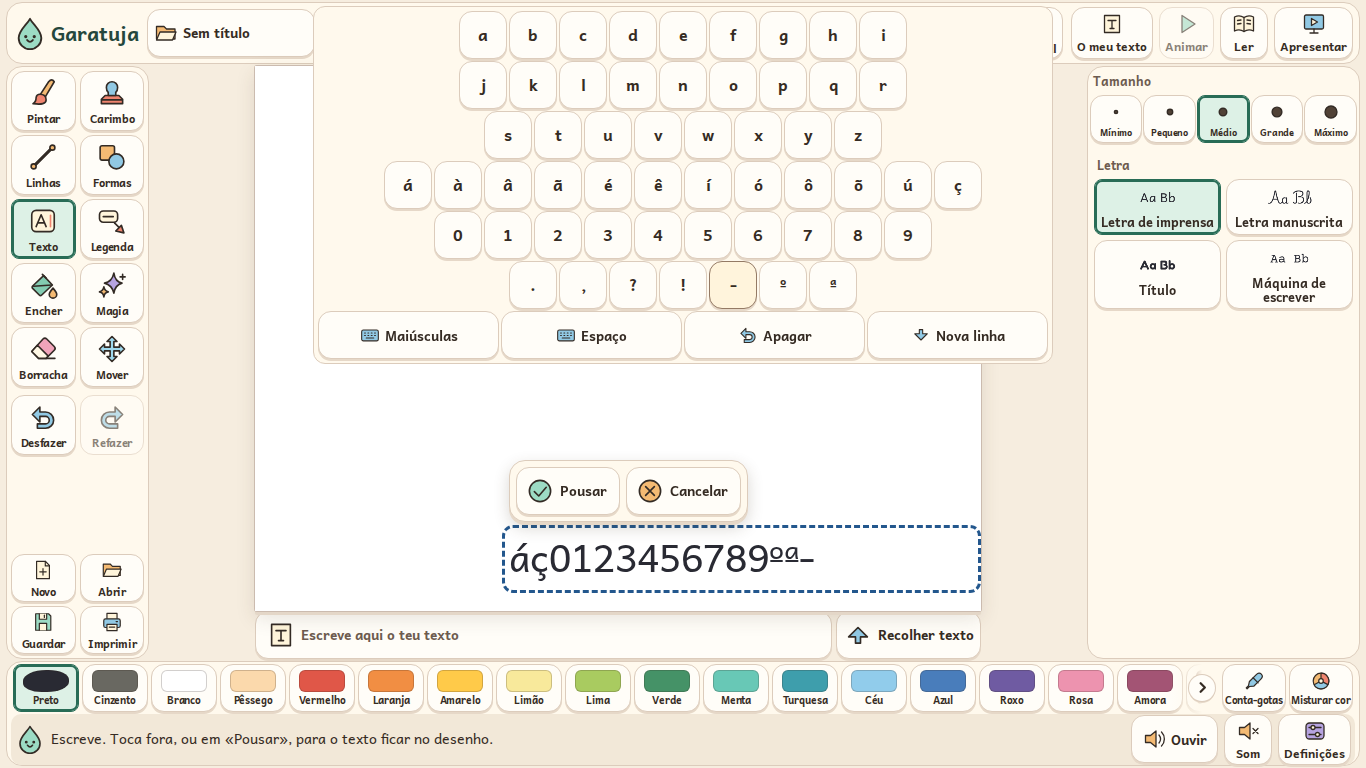 Garatuja
Sem título
O meu texto
Animar
Ler
Apresentar
a b c d e f g h i
j k l m n o p q r
s t u v w x y z
á à â ã é ê í ó ô õ ú ç
0 1 2 3 4 5 6 7 8 9
. , ? ! - º ª
Maiúsculas
Espaço
Apagar
Nova linha
Pintar
Carimbo
Linhas
Formas
Texto
Legenda
Encher
Magia
Borracha
Mover
Desfazer
Refazer
Novo
Abrir
Guardar
Imprimir
Tamanho
Mínimo
Pequeno
Médio
Grande
Máximo
Letra
Aa Bb
Letra de imprensa
Aa Bb
Letra manuscrita
Aa Bb
Título
Aa Bb
Máquina de
escrever
Pousar
Cancelar
áç0123456789ºª-
Escreve aqui o teu texto
Recolher texto
Preto
Cinzento
Branco
Pêssego
Vermelho
Laranja
Amarelo
Limão
Lima
Verde
Menta
Turquesa
Céu
Azul
Roxo
Rosa
Amora
Conta-gotas
Misturar cor
Escreve. Toca fora, ou em «Pousar», para o texto ficar no desenho.
Ouvir
Som
Definições